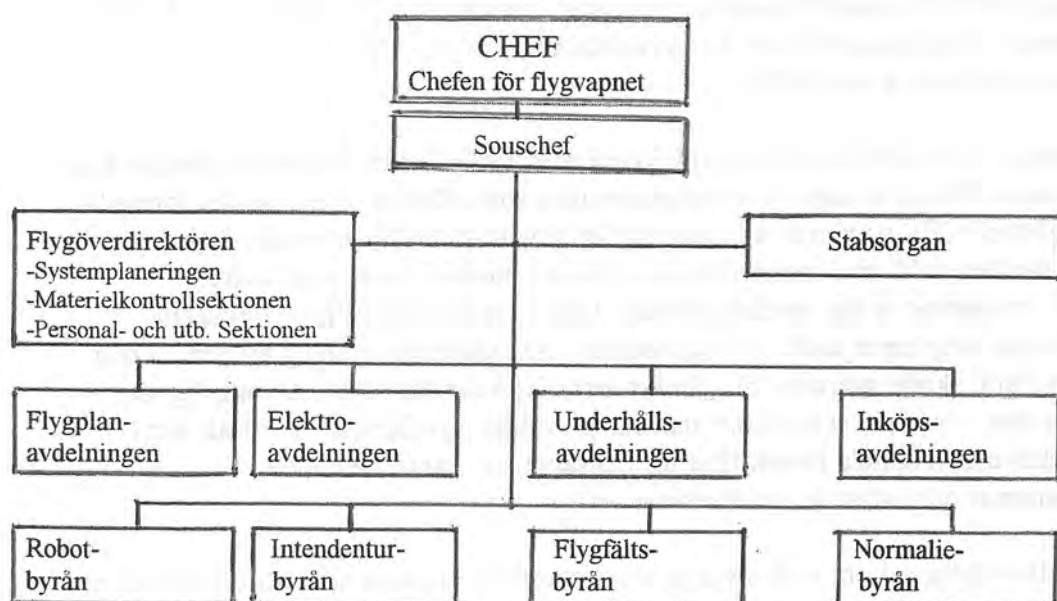 CHEF
Chefen för flygvapnet
Souschef
Flygöverdirektören
-Systemplaneringen
-Materielkontrollsektionen
-Personal- och utb. Sektionen
Stabsorgan
Flygplan-
avdelningen
Elektro-
avdelningen
Underhålls-
avdelningen
Inköps-
avdelningen
Robot-
byrån
Intendentur-
byrån
Flygfälts-
byrån
Normalie-
byrån